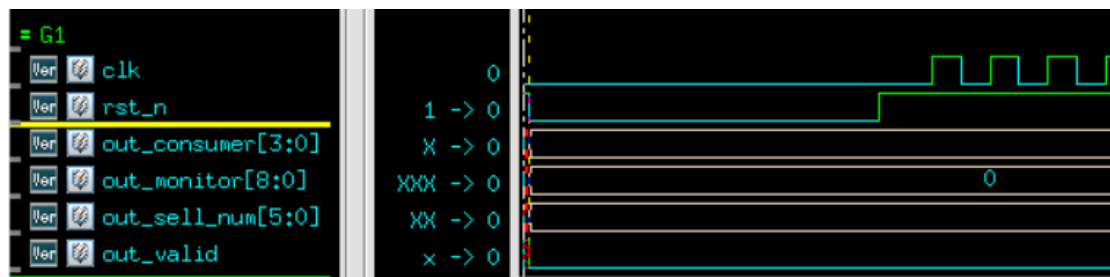 = G1
Ver clk 0
Ver rst_n 1 -> 0
Ver out_consumer[3:0] X -> 0
Ver out_monitor[8:0] XXX -> 0 0
Ver out_sell_num[5:0] XX -> 0
Ver out_valid x -> 0